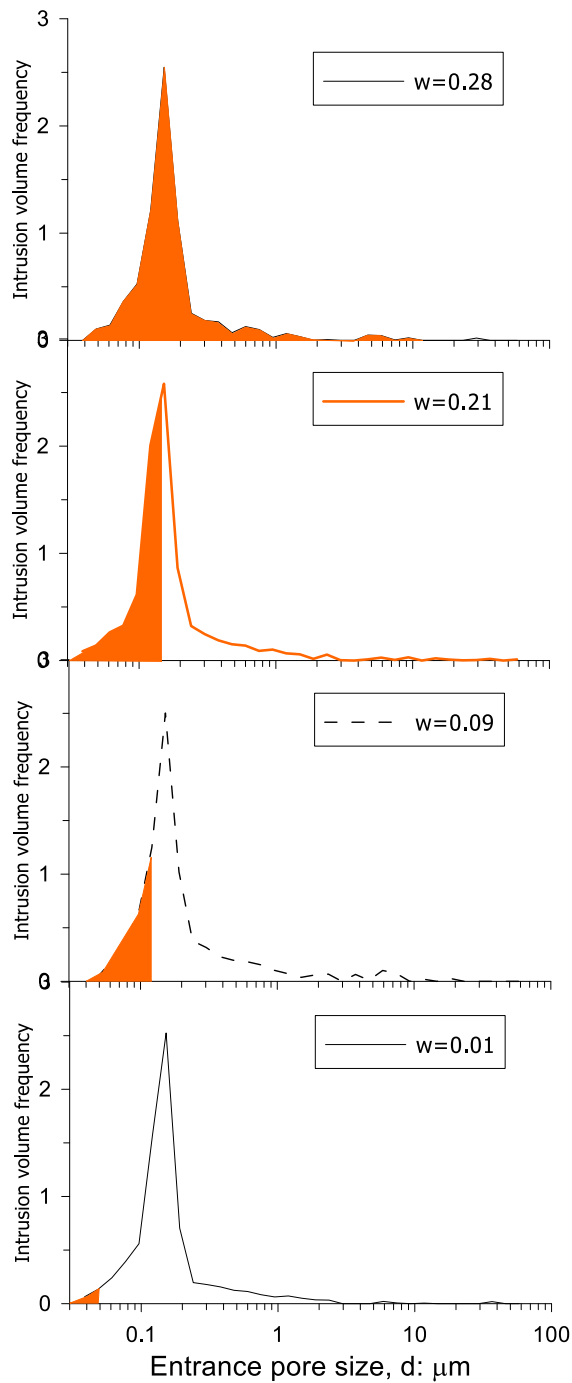 3
w=0.28
2
1
Intrusion volume frequency
0
3
w=0.21
2
1
Intrusion volume frequency
0
3
w=0.09
2
1
Intrusion volume frequency
0
3
w=0.01
2
1
Intrusion volume frequency
0
0.1 1 10 100
Entrance pore size, d: μm